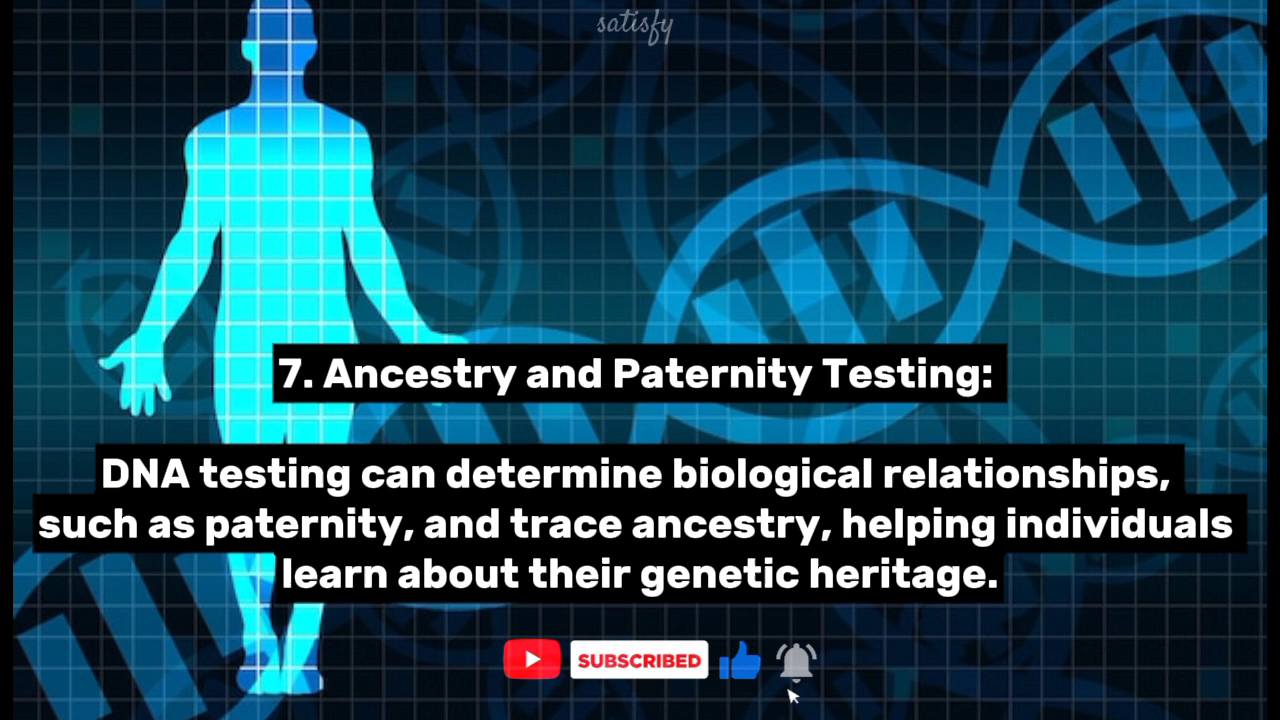 satisfy
7. Ancestry and Paternity Testing:
DNA testing can determine biological relationships,
such as paternity, and trace ancestry, helping individuals
learn about their genetic heritage.
SUBSCRIBED